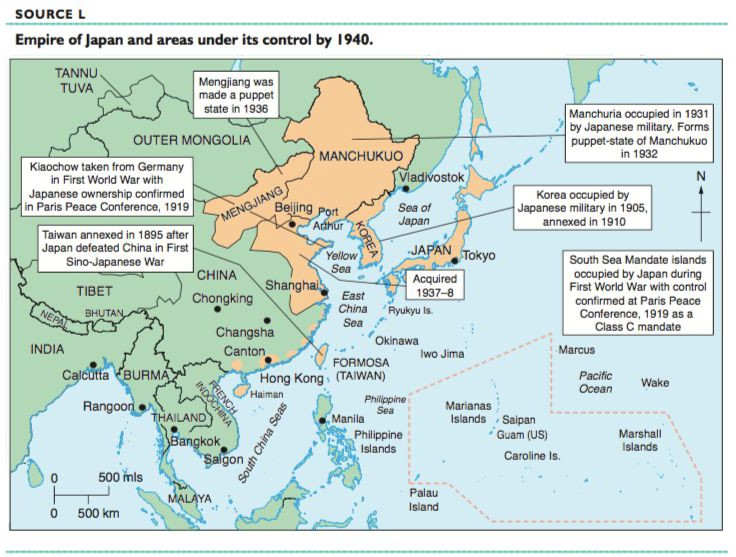 SOURCE L
Empire of Japan and areas under its control by 1940.
TANNU
TUVA
Mengjiang was
made a puppet
state in 1936
OUTER MONGOLIA
Manchuria occupied in 1931
by Japanese military. Forms
puppet-state of Manchukuo
in 1932
MANCHUKUO
Kiaochow taken from Germany
in First World War with
Japanese ownership confirmed
in Paris Peace Conference, 1919
Vladivostok
N
MENGJIANG
Beijing
Port
Arthur
Sea of
Japan
Korea occupied by
Japanese military in 1905,
annexed in 1910
KOREA
Taiwan annexed in 1895 after
Japan defeated China in First
Sino-Japanese War
JAPAN
Tokyo
Yellow
Sea
South Sea Mandate islands
occupied by Japan during
First World War with control
confirmed at Paris Peace
Conference, 1919 as a
Class C mandate
CHINA
Shanghai
Acquired
1937–8
TIBET
Chongking
East
China
Sea
Ryukyu Is.
NEPAL
BHUTAN
Changsha
Okinawa
INDIA
Canton
Iwo Jima
Marcus
FORMOSA
(TAIWAN)
Calcutta
BURMA
Hong Kong
Pacific
Ocean
Wake
FRENCH
INDOCHINA
Haiman
Rangoon
THAILAND
Philippine
Sea
Marianas
Islands
Manila
Saipan
Guam (US)
Bangkok
South China Seas
Philippine
Islands
Marshall
Islands
Saigon
Caroline Is.
0 500 mls
0 500 km
MALAYA
Palau
Island